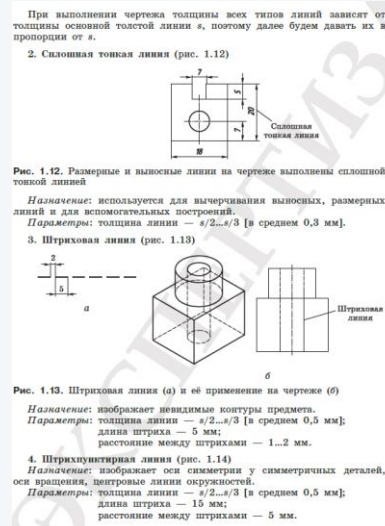 При выполнении чертежа толщины всех типов линий зависят от
толщины основной толстой линии s, поэтому далее будем давать их в
пропорции от s.
2. Сплошная тонкая линия (рис. 1.12)
7
5
20
7
18
Сплошная
тонкая линия
Рис. 1.12. Размерные и выносные линии на чертеже выполнены сплошной
тонкой линией
Назначение: используется для вычерчивания выносных, размерных
линий и для вспомогательных построений.
Параметры: толщина линии — s/2...s/3 [в среднем 0,3 мм].
3. Штриховая линия (рис. 1.13)
2
5
а
Штриховая
линия
б
Рис. 1.13. Штриховая линия (а) и её применение на чертеже (б)
Назначение: изображает невидимые контуры предмета.
Параметры: толщина линии — s/2...s/3 [в среднем 0,5 мм];
длина штриха — 5 мм;
расстояние между штрихами — 1...2 мм.
4. Штрихпунктирная линия (рис. 1.14)
Назначение: изображает оси симметрии у симметричных деталей,
оси вращения, центровые линии окружностей.
Параметры: толщина линии — s/2...s/3 [в среднем 0,5 мм];
длина штриха — 15 мм;
расстояние между штрихами — 5 мм.
ЭКСПЕРТИЗА